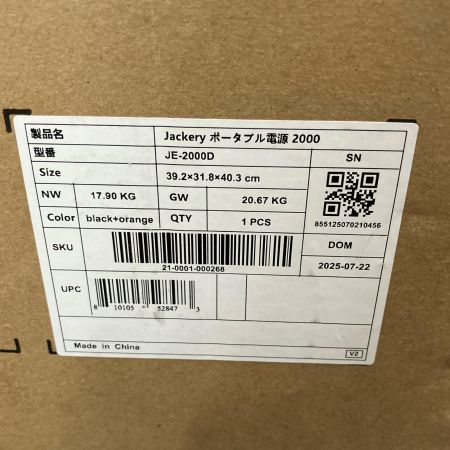 製品名 Jackery ポータブル電源 2000
型番 JE-2000D SN
Size 39.2×31.8×40.3 cm
NW 17.90 KG GW 20.67 KG
855125070210456
Color black+orange QTY 1 PCS
SKU DOM
21-0001-000268 2025-07-22
UPC
8 10105 52847 3
Made in China V2